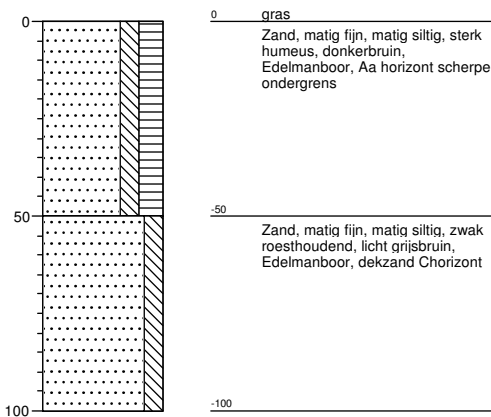 0
0
gras
Zand, matig fijn, matig siltig, sterk
humeus, donkerbruin,
Edelmanboor, Aa horizont scherpe
ondergrens
50
-50
Zand, matig fijn, matig siltig, zwak
roesthoudend, licht grijsbruin,
Edelmanboor, dekzand Chorizont
100
-100